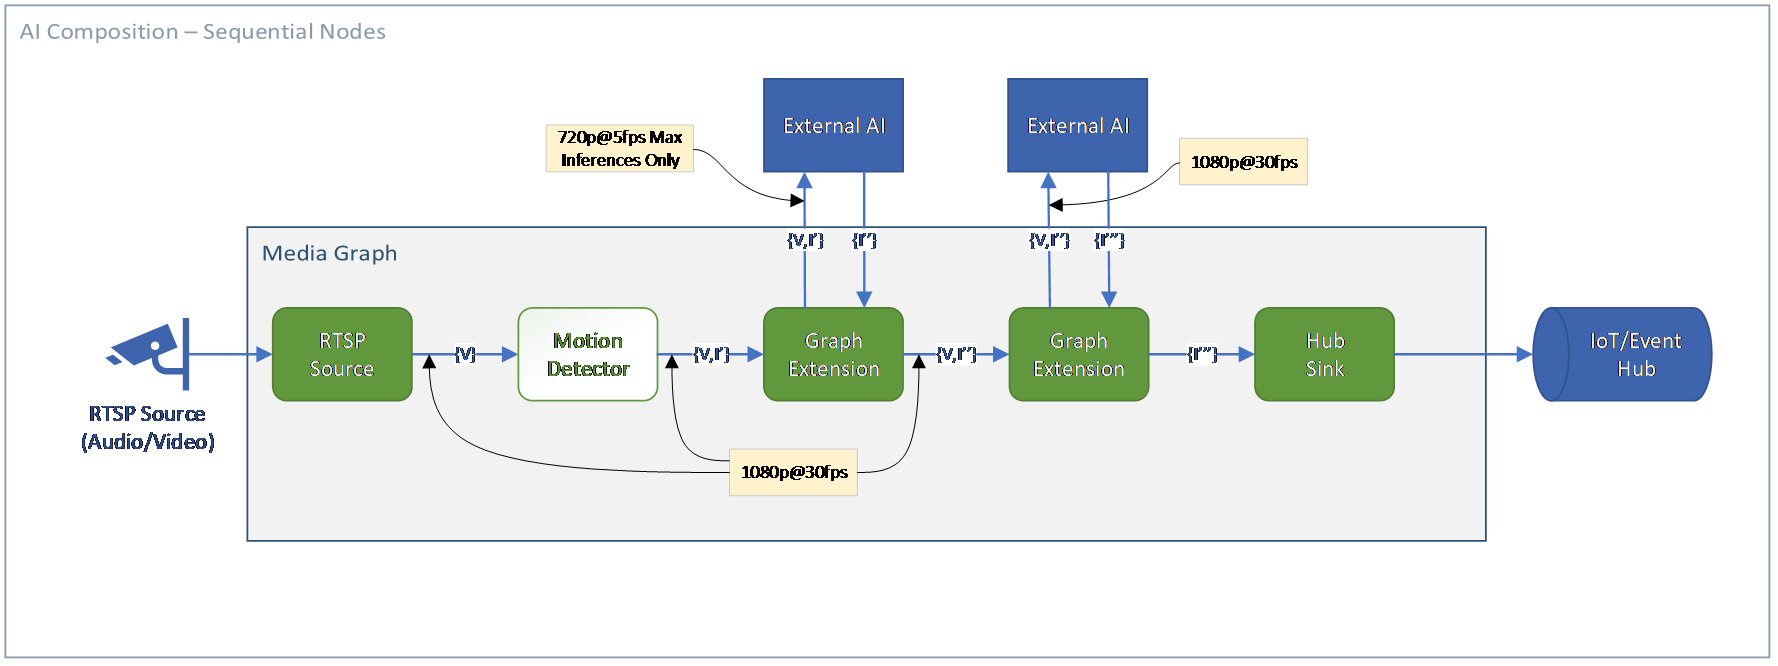 AI Composition – Sequential Nodes
External AI
External AI
720p@5fps Max
Inferences Only
1080p@30fps
{v,r’}
{r”}
{v,r”}
{r”’}
Media Graph
RTSP
Source
{v}
Motion
Detector
{v,r’}
Graph
Extension
{v,r”}
Graph
Extension
{r”’}
Hub
Sink
IoT/Event
Hub
RTSP Source
(Audio/Video)
1080p@30fps